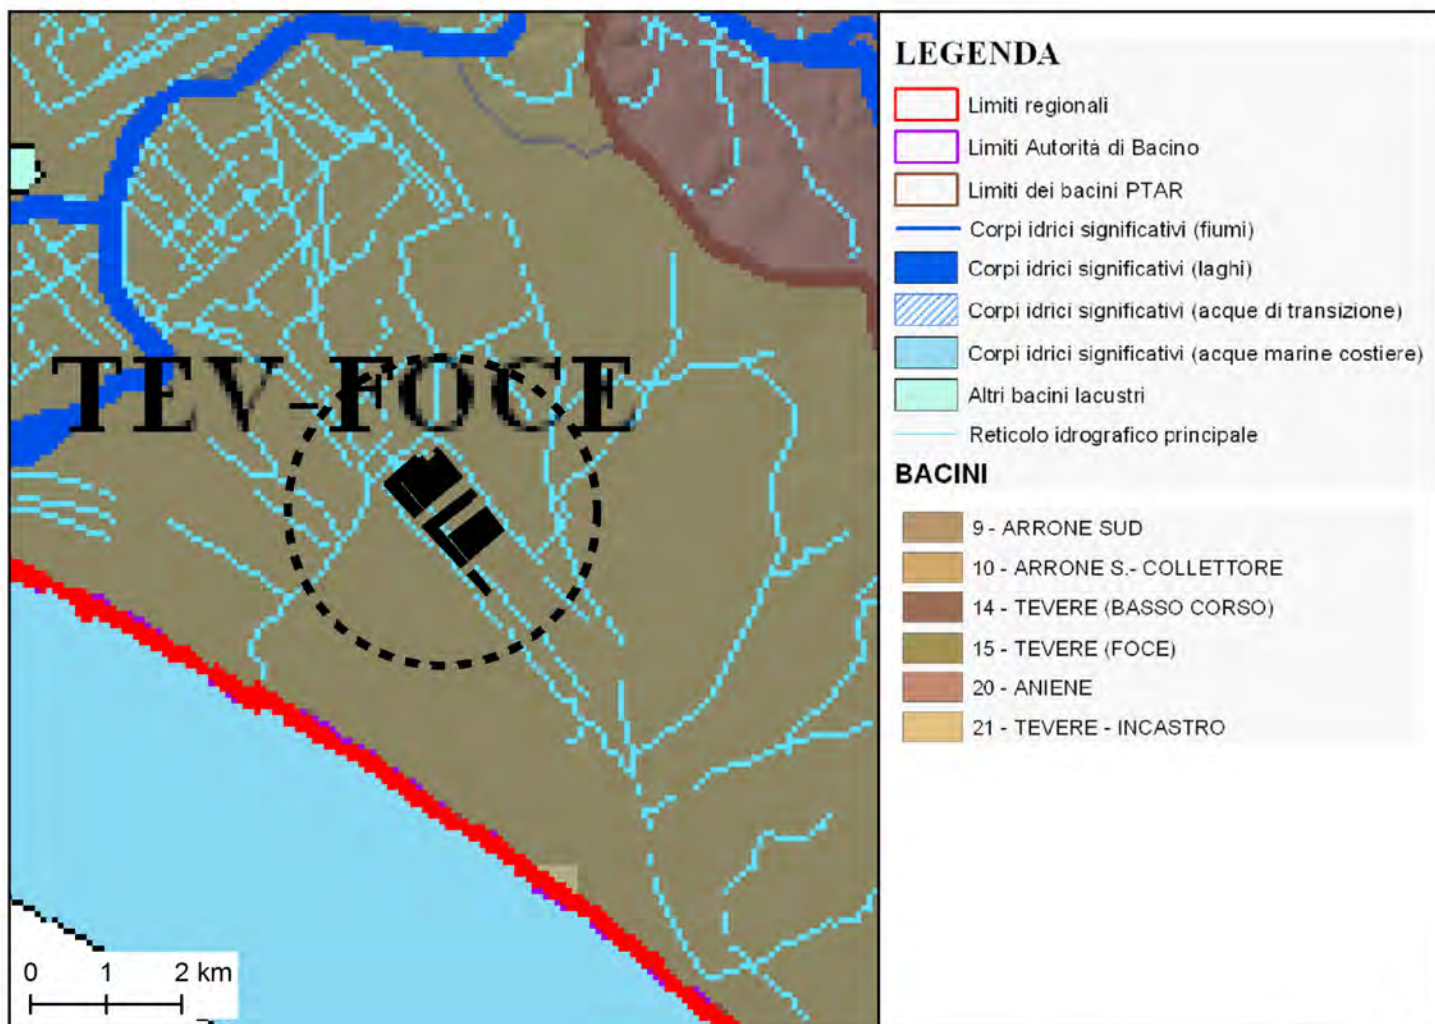 TEV_FOCE
0 1 2 km
LEGENDA
Limiti regionali
Limiti Autorità di Bacino
Limiti dei bacini PTAR
Corpi idrici significativi (fiumi)
Corpi idrici significativi (laghi)
Corpi idrici significativi (acque di transizione)
Corpi idrici significativi (acque marine costiere)
Altri bacini lacustri
Reticolo idrografico principale
BACINI
9 - ARRONE SUD
10 - ARRONE S.- COLLETTORE
14 - TEVERE (BASSO CORSO)
15 - TEVERE (FOCE)
20 - ANIENE
21 - TEVERE - INCASTRO